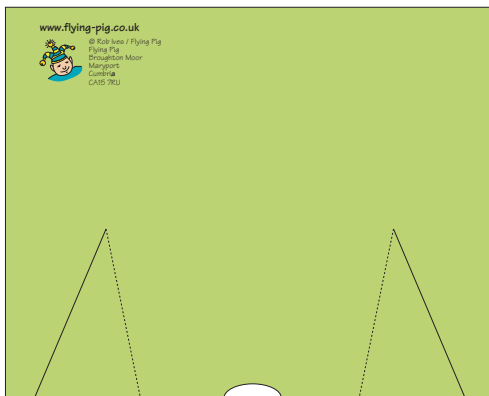 www.flying-pig.co.uk
© Rob Ives / Flying Pig
Flying Pig
Broughton Moor
Maryport
Cumbria
CA15 7RU